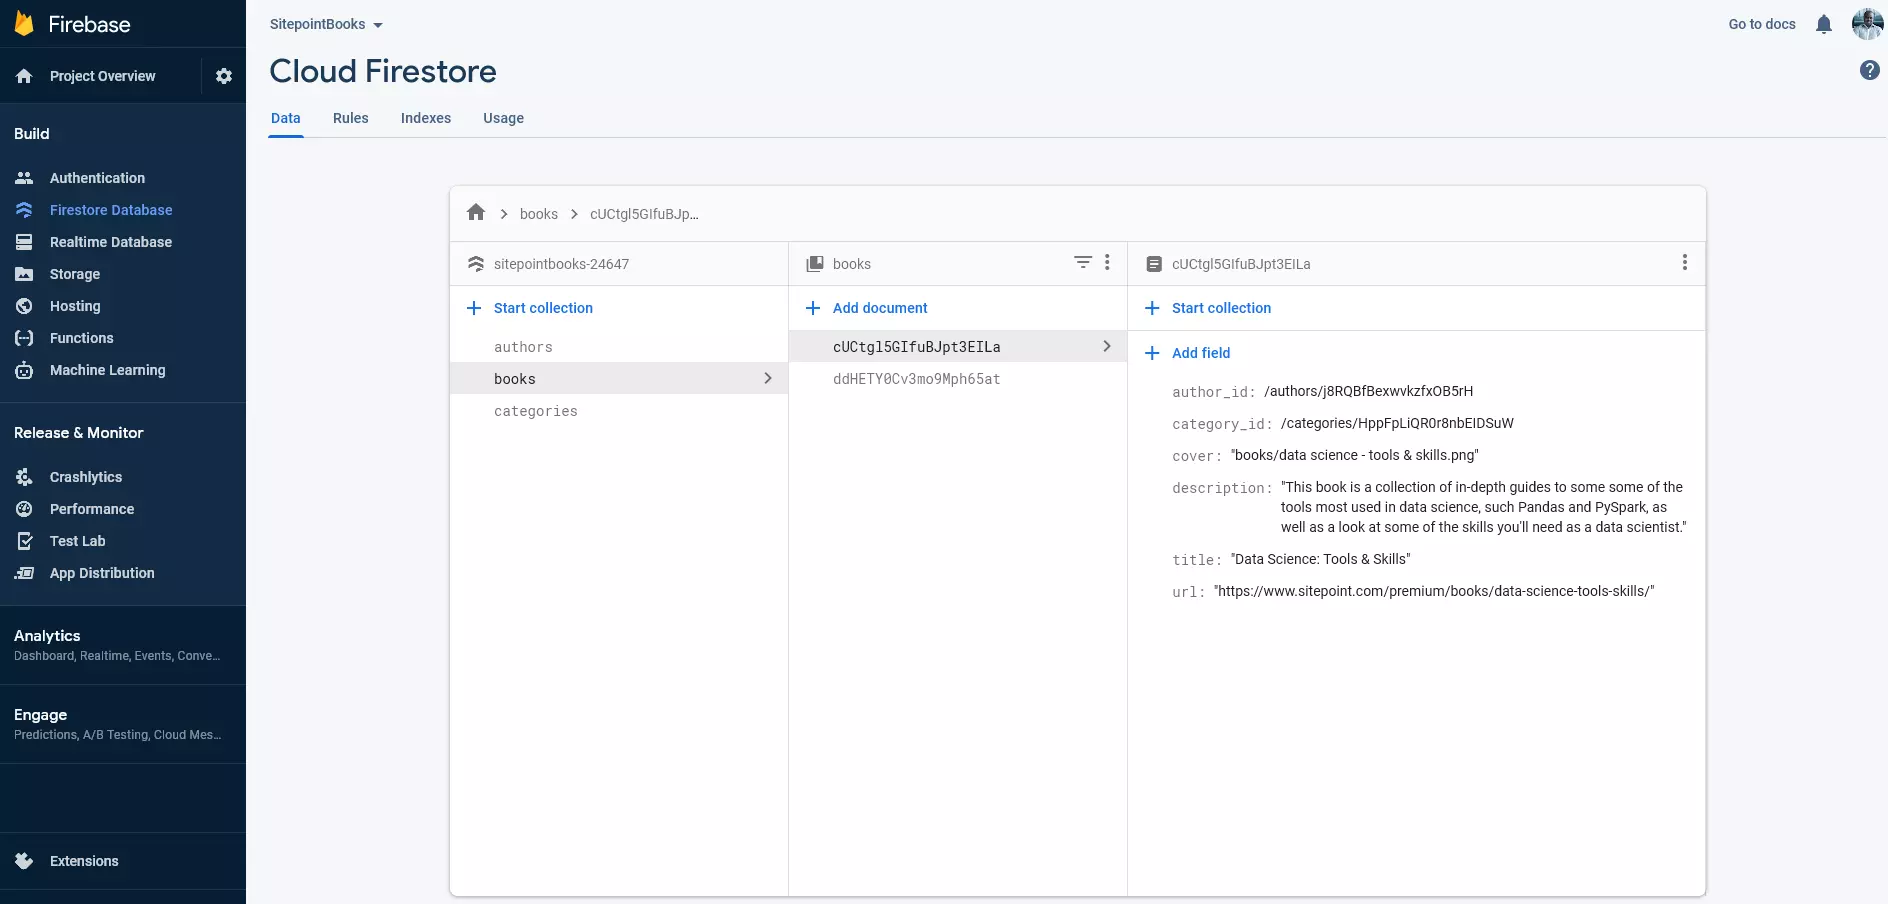 Firebase
Project Overview
Build
Authentication
Firestore Database
Realtime Database
Storage
Hosting
Functions
Machine Learning
Release & Monitor
Crashlytics
Performance
Test Lab
App Distribution
Analytics
Dashboard, Realtime, Events, Conve...
Engage
Predictions, A/B Testing, Cloud Mes...
Extensions
SitepointBooks
Go to docs
Cloud Firestore
Data Rules Indexes Usage
books cUCtgl5GIfuBJp...
sitepointbooks-24647
Start collection
authors
books
categories
books
Add document
cUCtgl5GIfuBJpt3EILa
ddHETY0Cv3mo9Mph65at
cUCtgl5GIfuBJpt3EILa
Start collection
Add field
author_id: /authors/j8RQBfBexwvkzfxOB5rH
category_id: /categories/HppFpLiQR0r8nbEIDSuW
cover: "books/data science - tools & skills.png"
description: "This book is a collection of in-depth guides to some some of the
tools most used in data science, such Pandas and PySpark, as
well as a look at some of the skills you'll need as a data scientist."
title: "Data Science: Tools & Skills"
url: "https://www.sitepoint.com/premium/books/data-science-tools-skills/"